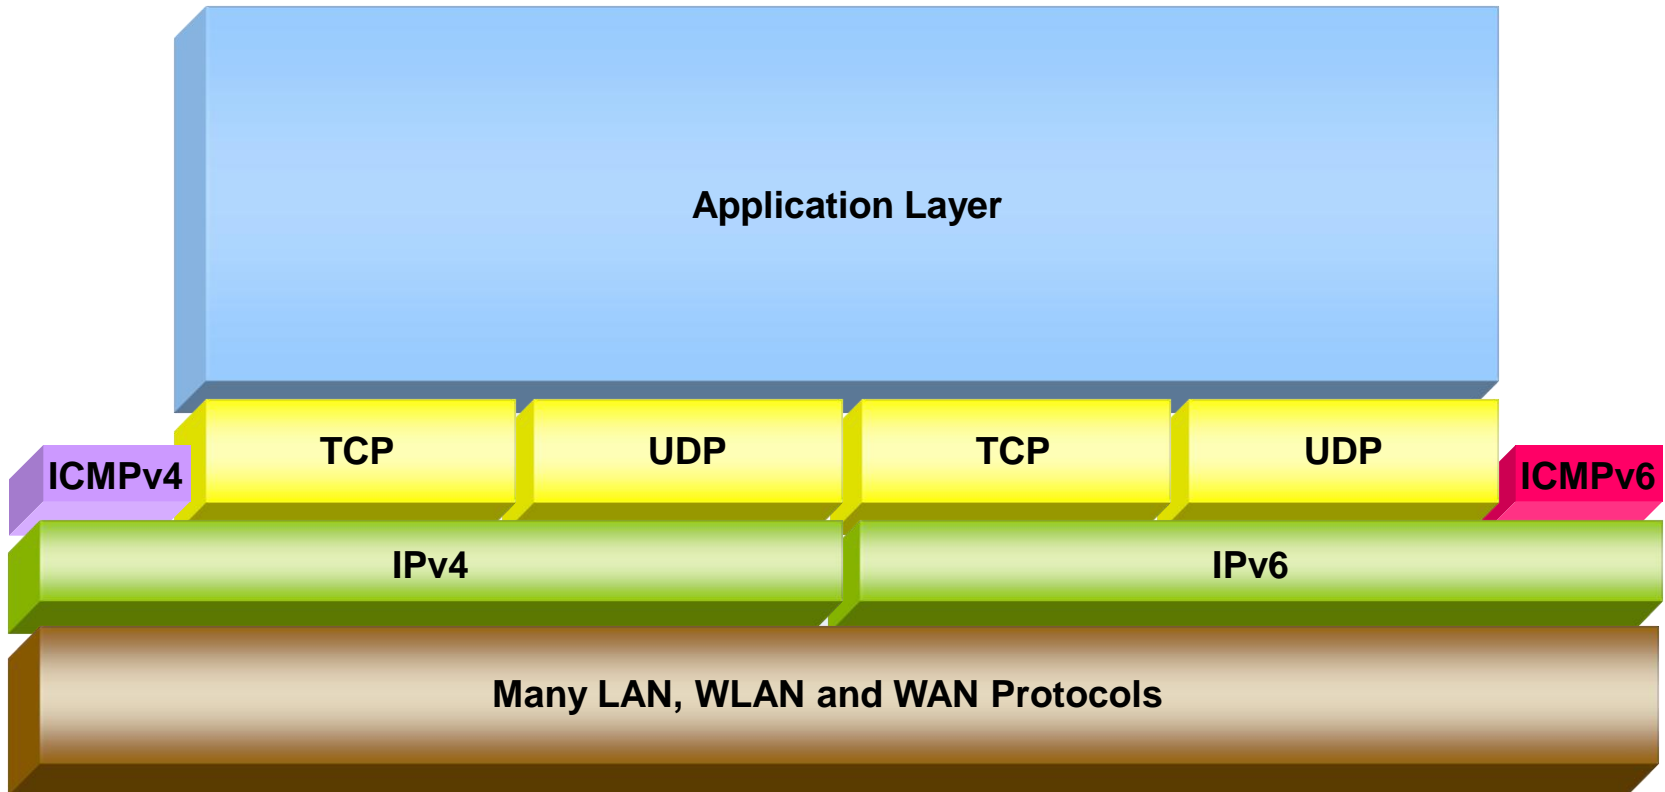 Application Layer
TCP
UDP
TCP
UDP
ICMPv4
ICMPv6
IPv4
IPv6
Many LAN, WLAN and WAN Protocols